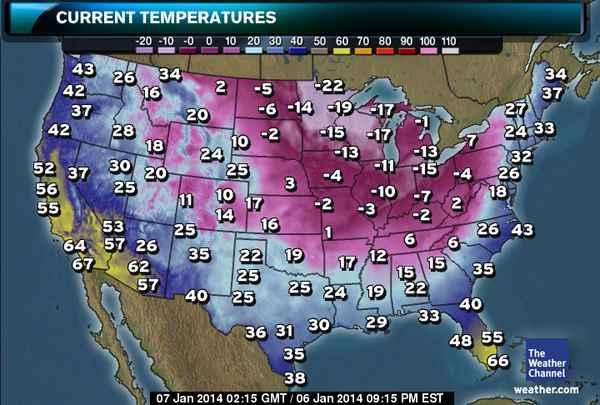 CURRENT TEMPERATURES
-20 -10 -0 0 10 20 30 40 50 60 70 80 90 100 110
43 26 34 2 -5 -22 34
42 16 -6 -14 -19 -17 37
37 20 27
42 28 -2 -15 -17 -1 24 33
18 24 10 -13 -13 7 32
52 37 30 20 25 -4 -11 -15 -4 26
56 25 3 -10 18
55 11 10 17 -2 -3 -7 2
14
53 25 16 1 -2 26 43
64 57 26 35 22 19 12 6 6
67 62 17 15 35
57 25 15
40 25 25 24 19 22
40
36 31 30 29 33
35 48 55
38 66
The
Weather
Channel
weather.com
07 Jan 2014 02:15 GMT / 06 Jan 2014 09:15 PM EST